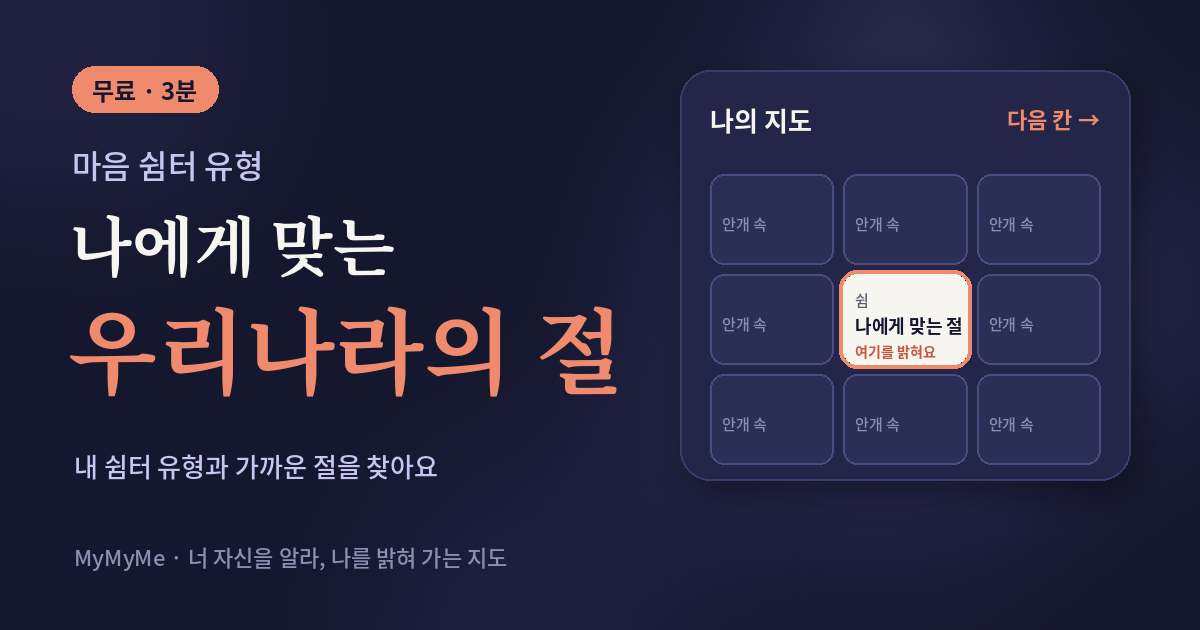 무료 · 3분
마음 쉼터 유형
나에게 맞는
우리나라의 절
내 쉼터 유형과 가까운 절을 찾아요
MyMyMe · 너 자신을 알라, 나를 밝혀 가는 지도
나의 지도
다음 칸 →
안개 속
안개 속
안개 속
안개 속
쉼
나에게 맞는 절
여기를 밝혀요
안개 속
안개 속
안개 속
안개 속